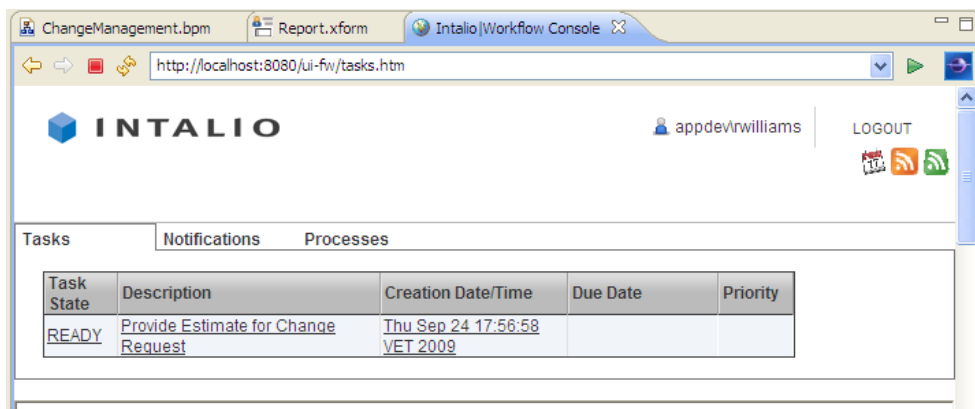 ChangeManagement.bpm Report.xform Intalio|Workflow Console
http://localhost:8080/ui-fw/tasks.htm
INTALIO appdev\rwilliams LOGOUT
Tasks Notifications Processes
Task State Description Creation Date/Time Due Date Priority
READY Provide Estimate for Change Request Thu Sep 24 17:56:58 VET 2009